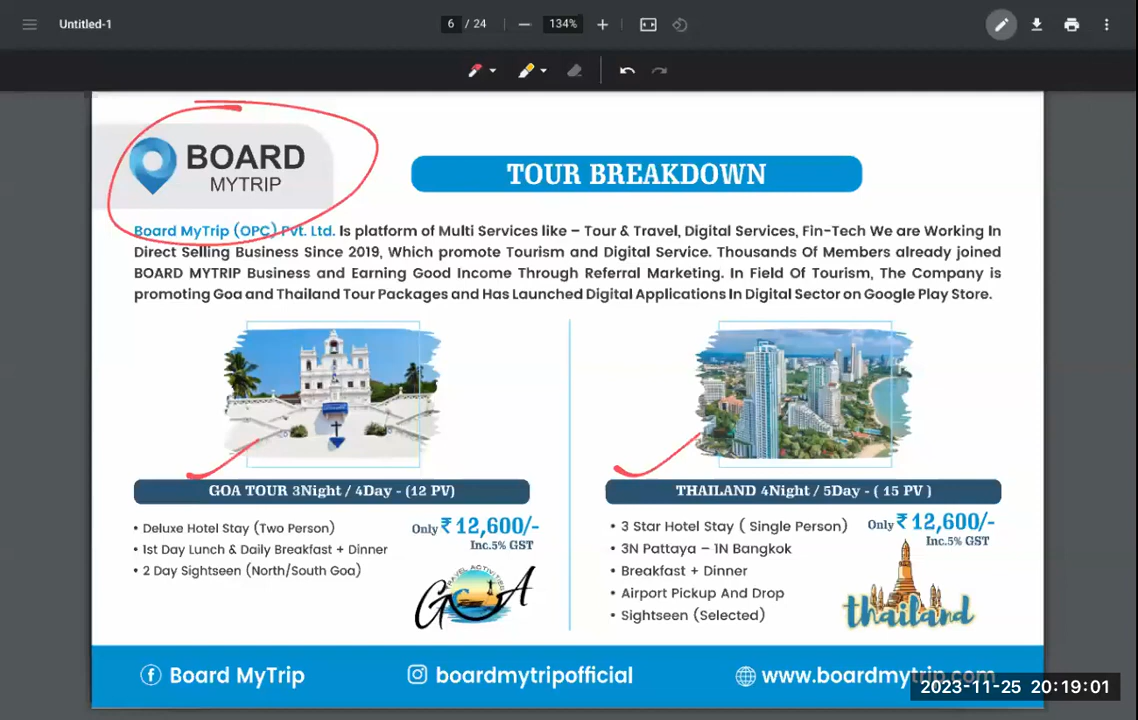 Untitled-1
6 / 24
134%
BOARD
MYTRIP
TOUR BREAKDOWN
Board MyTrip (OPC) Pvt. Ltd. Is platform of Multi Services like – Tour & Travel, Digital Services, Fin-Tech We are Working In
Direct Selling Business Since 2019, Which promote Tourism and Digital Service. Thousands Of Members already joined
BOARD MYTRIP Business and Earning Good Income Through Referral Marketing. In Field Of Tourism, The Company is
promoting Goa and Thailand Tour Packages and Has Launched Digital Applications In Digital Sector on Google Play Store.
GOA TOUR 3Night / 4Day - (12 PV)
• Deluxe Hotel Stay (Two Person)
• 1st Day Lunch & Daily Breakfast + Dinner
• 2 Day Sightseen (North/South Goa)
Only ₹ 12,600/-
Inc.5% GST
TRAVEL ACTIVITIES
GOA
THAILAND 4Night / 5Day - ( 15 PV )
• 3 Star Hotel Stay ( Single Person)
• 3N Pattaya – 1N Bangkok
• Breakfast + Dinner
• Airport Pickup And Drop
• Sightseen (Selected)
Only ₹ 12,600/-
Inc.5% GST
thailand
Board MyTrip
boardmytripofficial
www.boardmytrip.com
2023-11-25 20:19:01